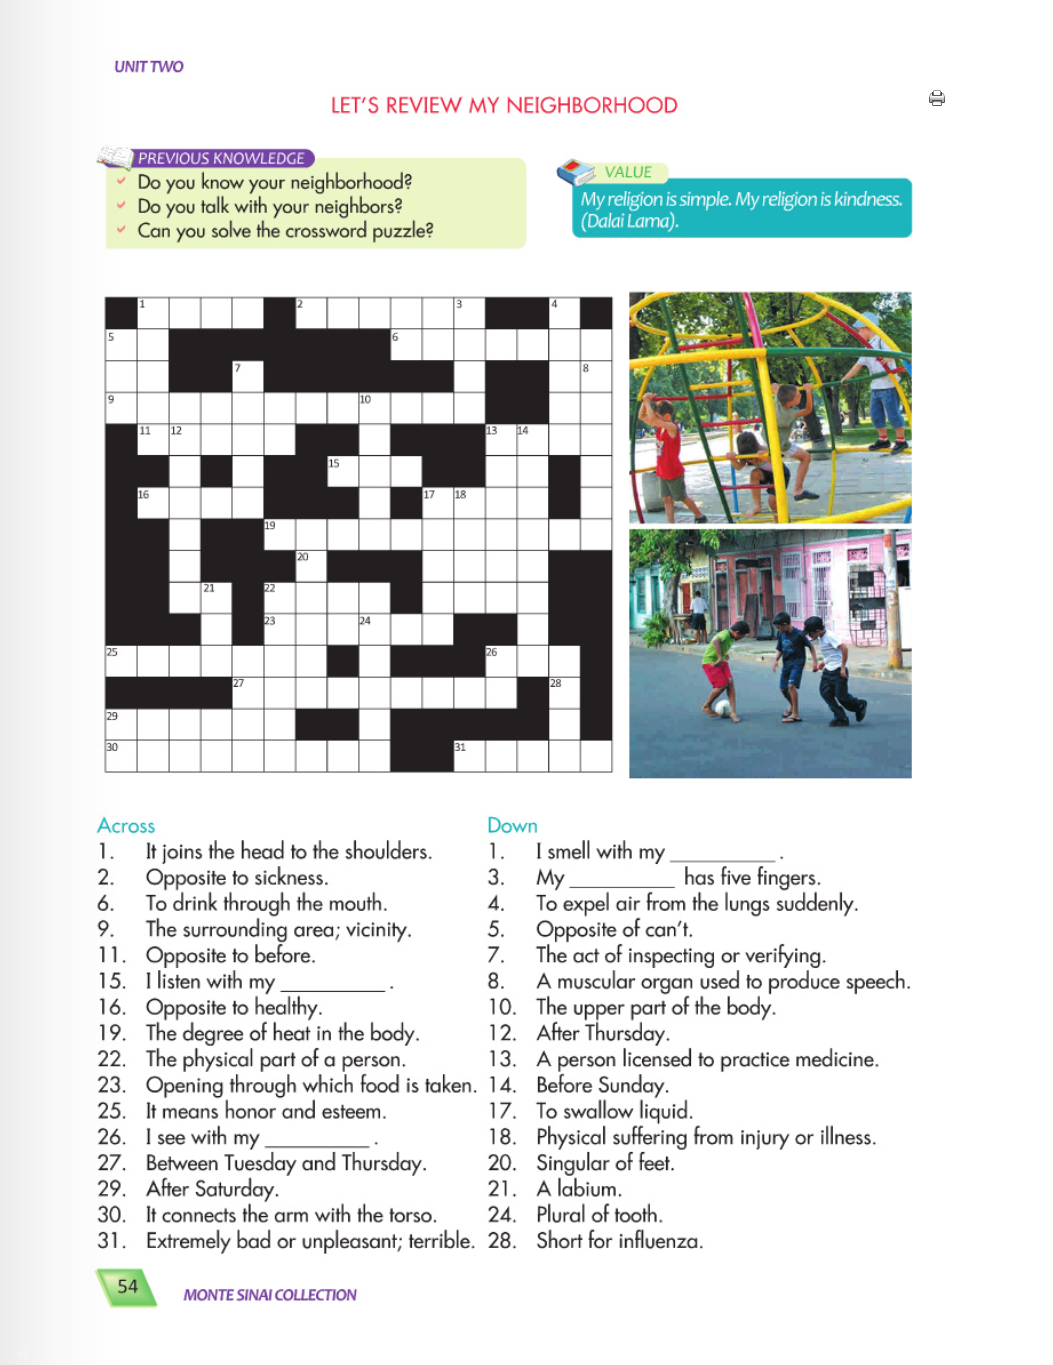 UNIT TWO
LET'S REVIEW MY NEIGHBORHOOD
PREVIOUS KNOWLEDGE
Do you know your neighborhood?
Do you talk with your neighbors?
Can you solve the crossword puzzle?
VALUE
My religion is simple. My religion is kindness.
(Dalai Lama).
1 2 3 4
5 6
7 8
9 10
11 12 13 14
15
16 17 18
19
20
21 22
23 24
25 26
27 28
29
30 31
Across
1. It joins the head to the shoulders.
2. Opposite to sickness.
6. To drink through the mouth.
9. The surrounding area; vicinity.
11. Opposite to before.
15. I listen with my __________ .
16. Opposite to healthy.
19. The degree of heat in the body.
22. The physical part of a person.
23. Opening through which food is taken.
25. It means honor and esteem.
26. I see with my __________ .
27. Between Tuesday and Thursday.
29. After Saturday.
30. It connects the arm with the torso.
31. Extremely bad or unpleasant; terrible.
Down
1. I smell with my __________ .
3. My __________ has five fingers.
4. To expel air from the lungs suddenly.
5. Opposite of can't.
7. The act of inspecting or verifying.
8. A muscular organ used to produce speech.
10. The upper part of the body.
12. After Thursday.
13. A person licensed to practice medicine.
14. Before Sunday.
17. To swallow liquid.
18. Physical suffering from injury or illness.
20. Singular of feet.
21. A labium.
24. Plural of tooth.
28. Short for influenza.
54
MONTE SINAI COLLECTION